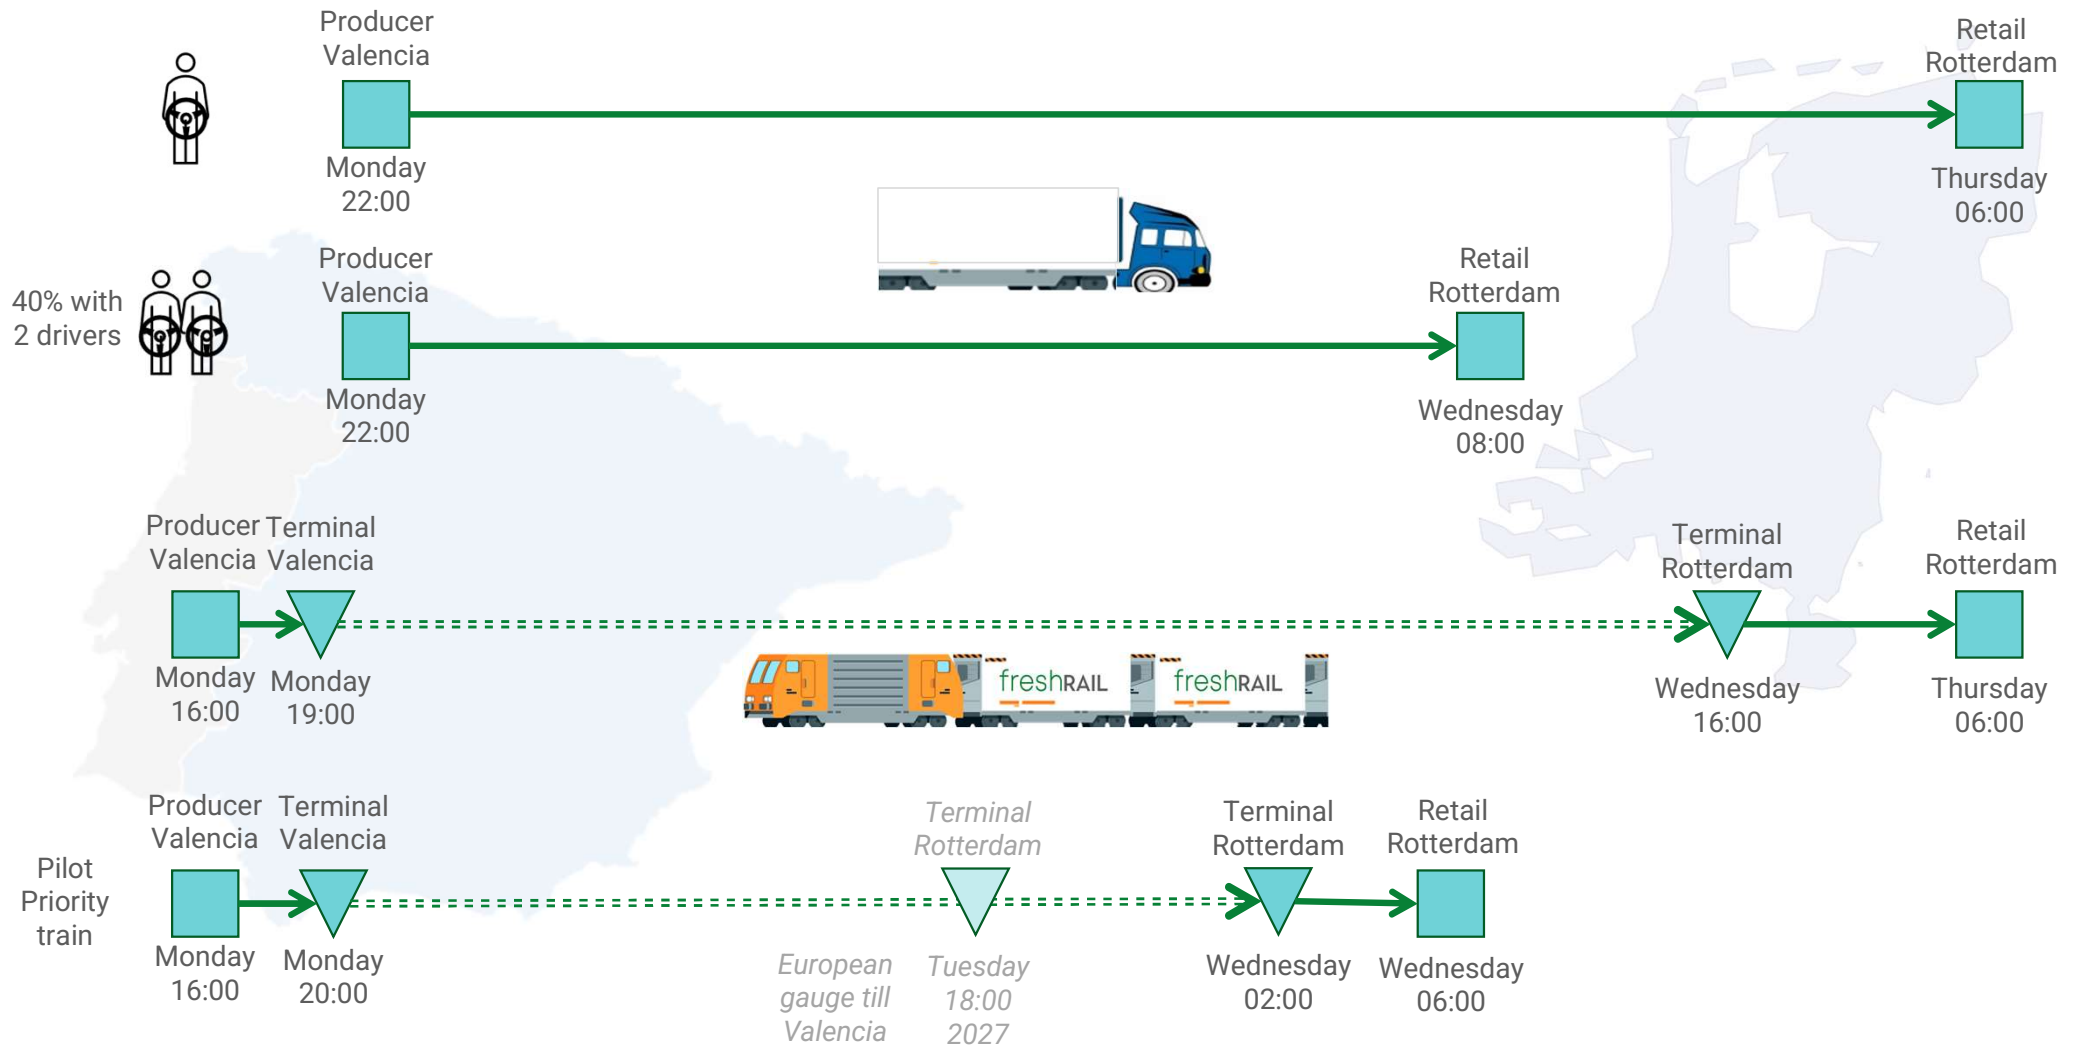 Producer
Valencia
Retail
Rotterdam
Monday
22:00
Thursday
06:00
40% with
2 drivers
Producer
Valencia
Retail
Rotterdam
Monday
22:00
Wednesday
08:00
Producer
Valencia
Terminal
Valencia
Terminal
Rotterdam
Retail
Rotterdam
Monday
16:00
Monday
19:00
freshRAIL
freshRAIL
Wednesday
16:00
Thursday
06:00
Pilot
Priority
train
Producer
Valencia
Terminal
Valencia
Terminal
Rotterdam
Terminal
Rotterdam
Retail
Rotterdam
Monday
16:00
Monday
20:00
European
gauge till
Valencia
Tuesday
18:00
2027
Wednesday
02:00
Wednesday
06:00